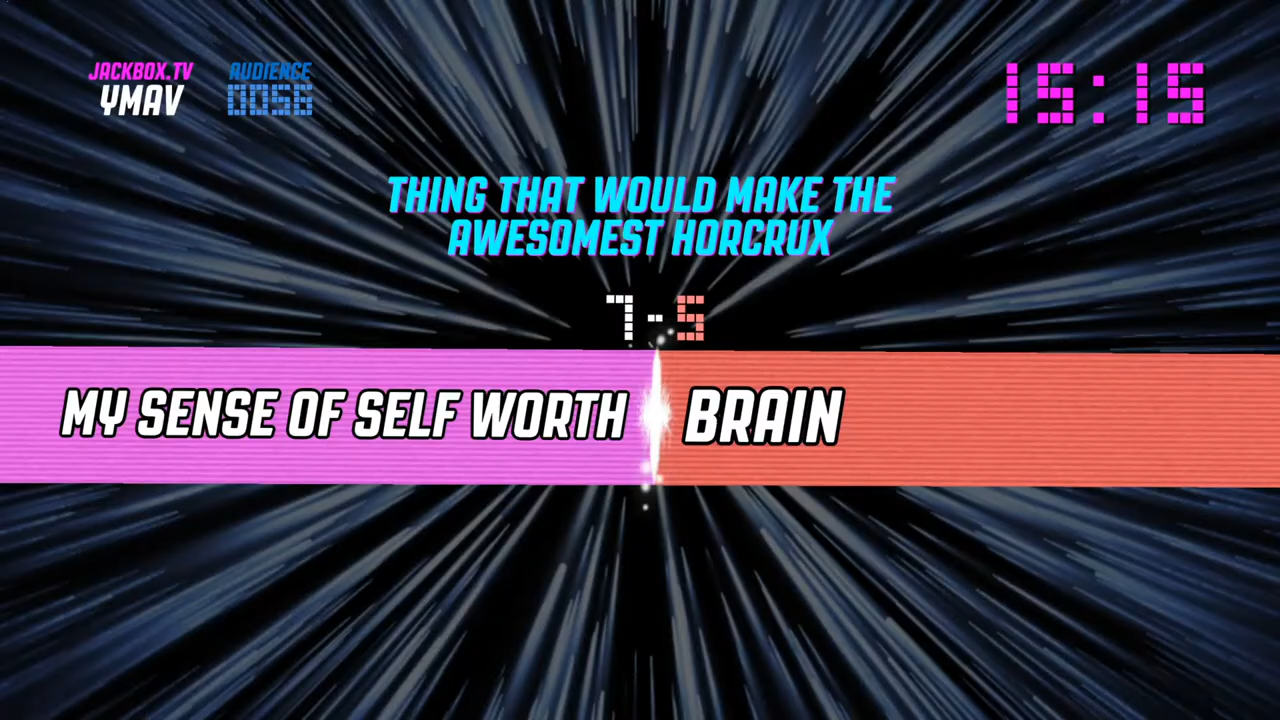 JACKBOX.TV
YMAV
AUDIENCE
0056
15:15
THING THAT WOULD MAKE THE
AWESOMEST HORCRUX
7-5
MY SENSE OF SELF WORTH
BRAIN